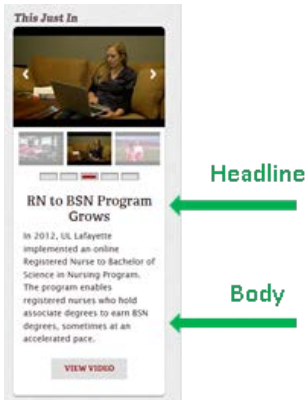 This Just In
RN to BSN Program
Grows
Headline
In 2012, UL Lafayette
implemented an online
Registered Nurse to Bachelor of
Science in Nursing Program.
The program enables
registered nurses who hold
associate degrees to earn BSN
degrees, sometimes at an
accelerated pace.
Body
VIEW VIDEO